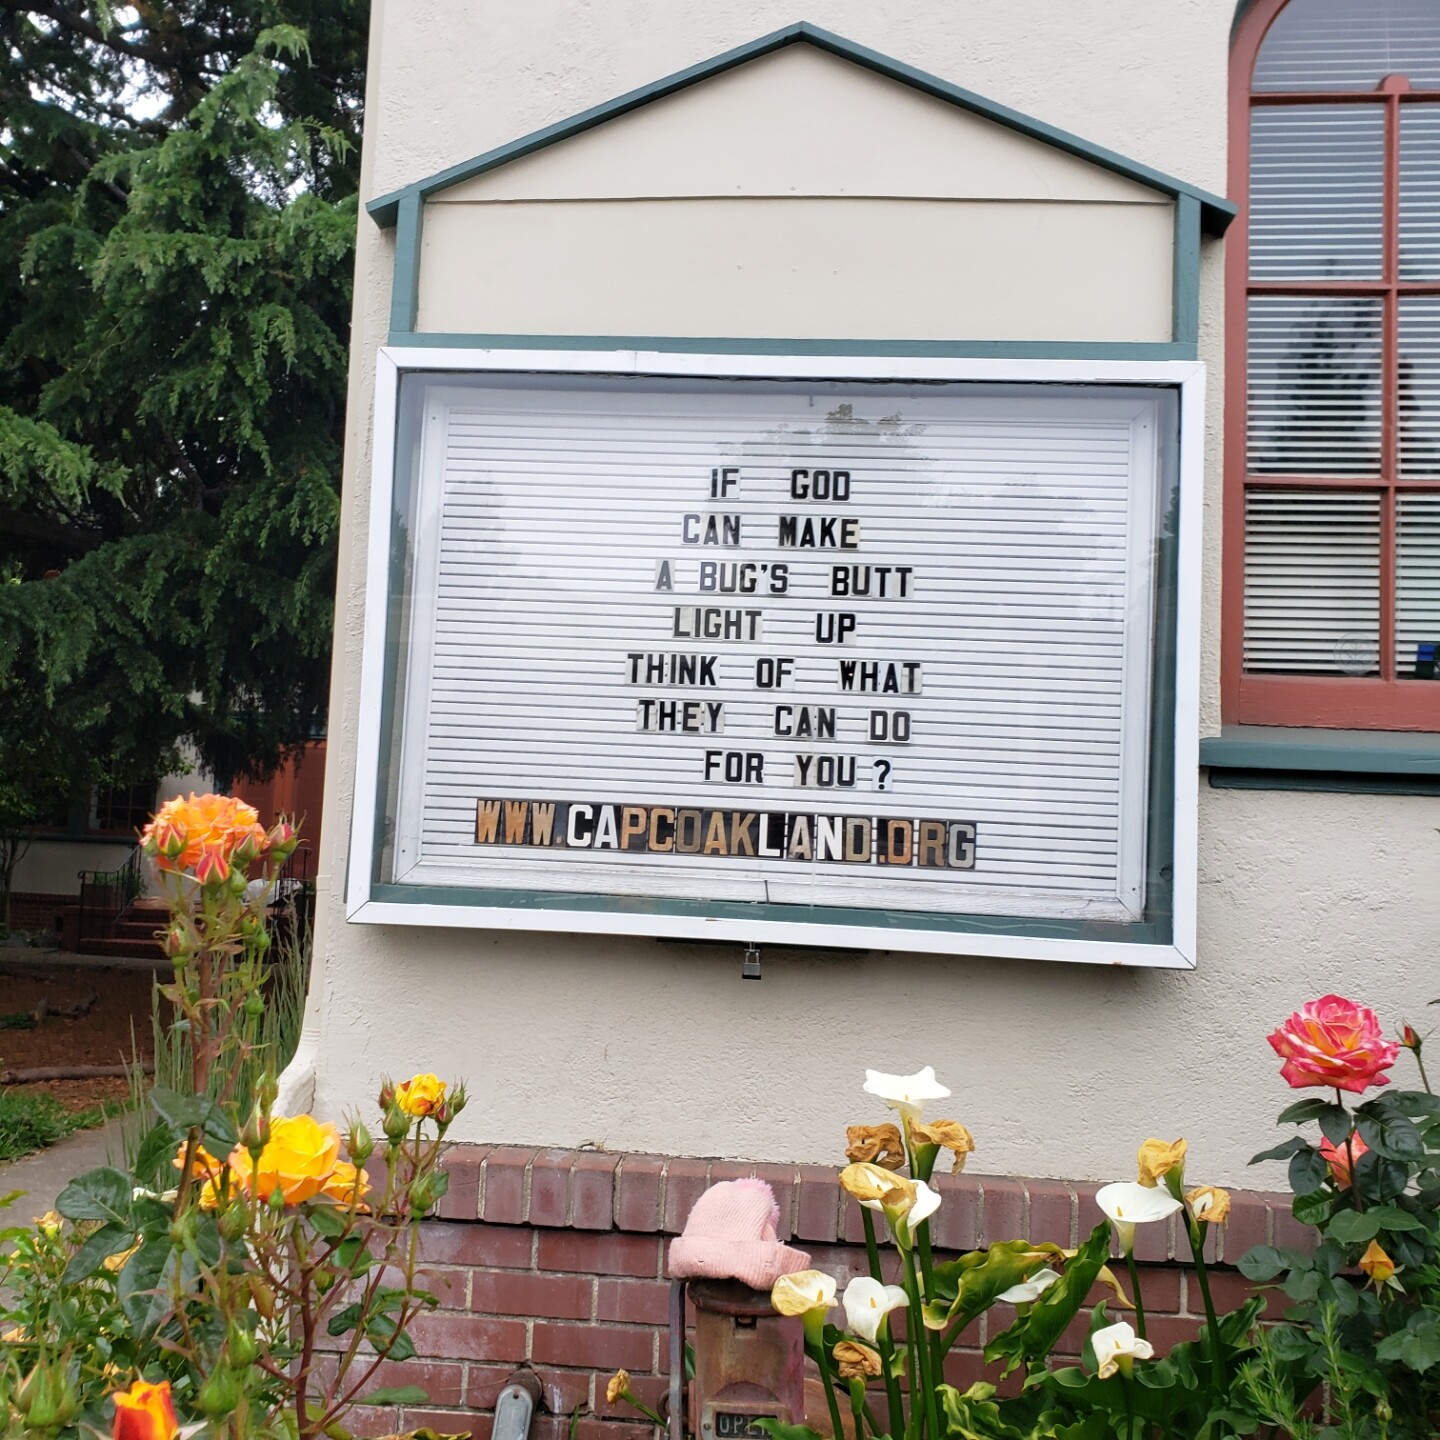 IF GOD
CAN MAKE
A BUG'S BUTT
LIGHT UP
THINK OF WHAT
THEY CAN DO
FOR YOU?
WWW.CAPCOAKLAND.ORG
OPEN